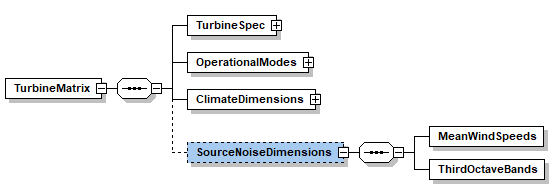 TurbineSpec
OperationalModes
TurbineMatrix
ClimateDimensions
SourceNoiseDimensions
MeanWindSpeeds
ThirdOctaveBands